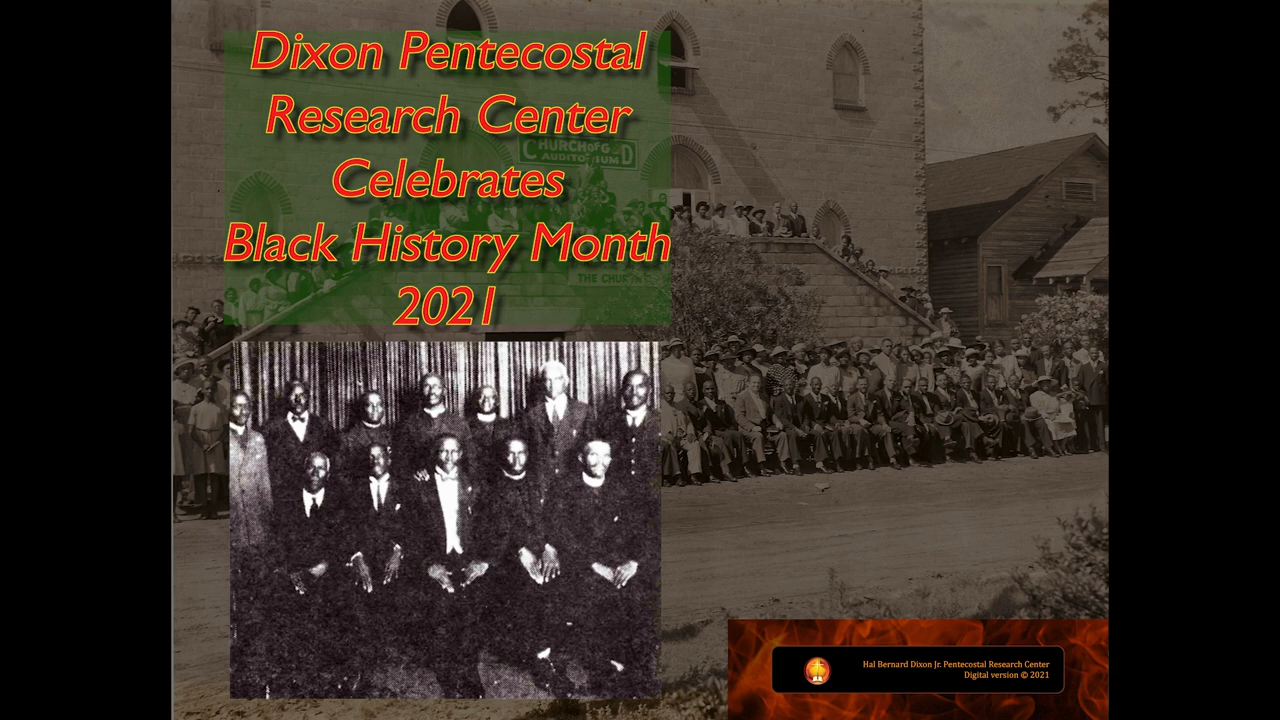 Dixon Pentecostal
Research Center
Celebrates
Black History Month
2021
CHURCH OF G D
AUDITORIUM
THE CHURCH
Hal Bernard Dixon Jr. Pentecostal Research Center
Digital version © 2021